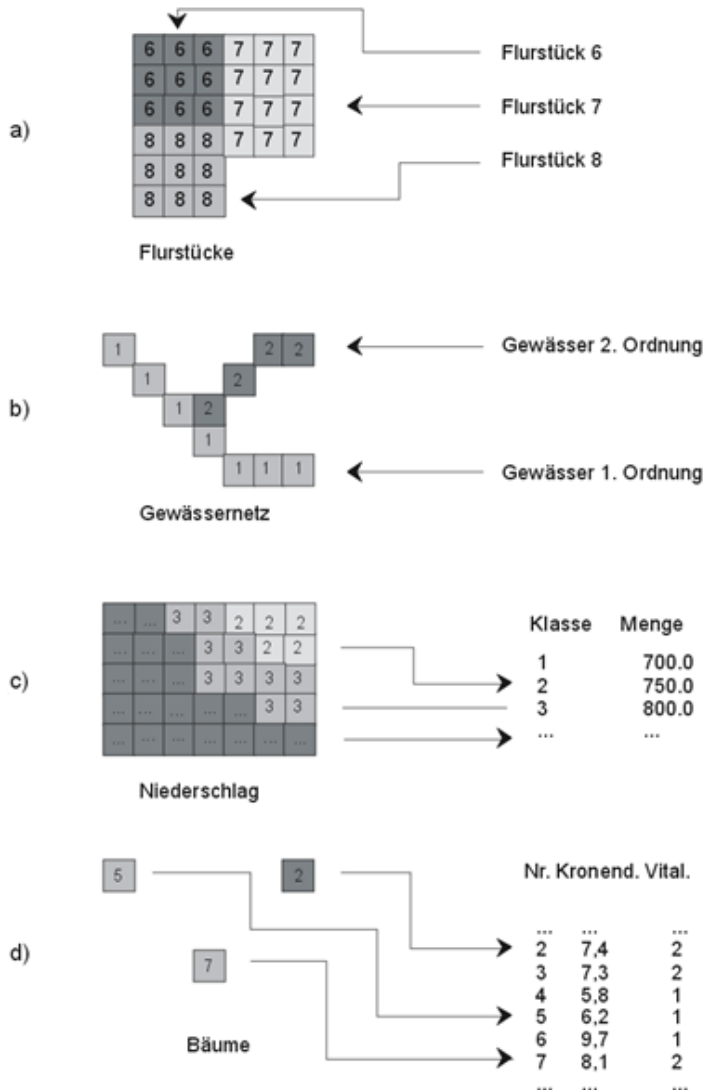 6 6 6 7 7 7
Flurstück 6
6 6 6 7 7 7
6 6 6 7 7 7
Flurstück 7
a)
8 8 8 7 7 7
8 8 8
Flurstück 8
8 8 8
Flurstücke
1 2 2
Gewässer 2. Ordnung
1 2
b)
1 2
1
1 1 1
Gewässer 1. Ordnung
Gewässernetz
... ... 3 3 2 2 2
Klasse Menge
... ... ... 3 3 2 2
1 700.0
c)
... ... ... 3 3 3 3
2 750.0
... ... ... ... ... 3 3
3 800.0
... ... ... ... ... ... ...
... ...
Niederschlag
5 2
Nr. Kronend. Vital.
... ... ...
d)
2 7,4 2
7
3 7,3 2
4 5,8 1
5 6,2 1
6 9,7 1
Bäume
7 8,1 2
... ... ...